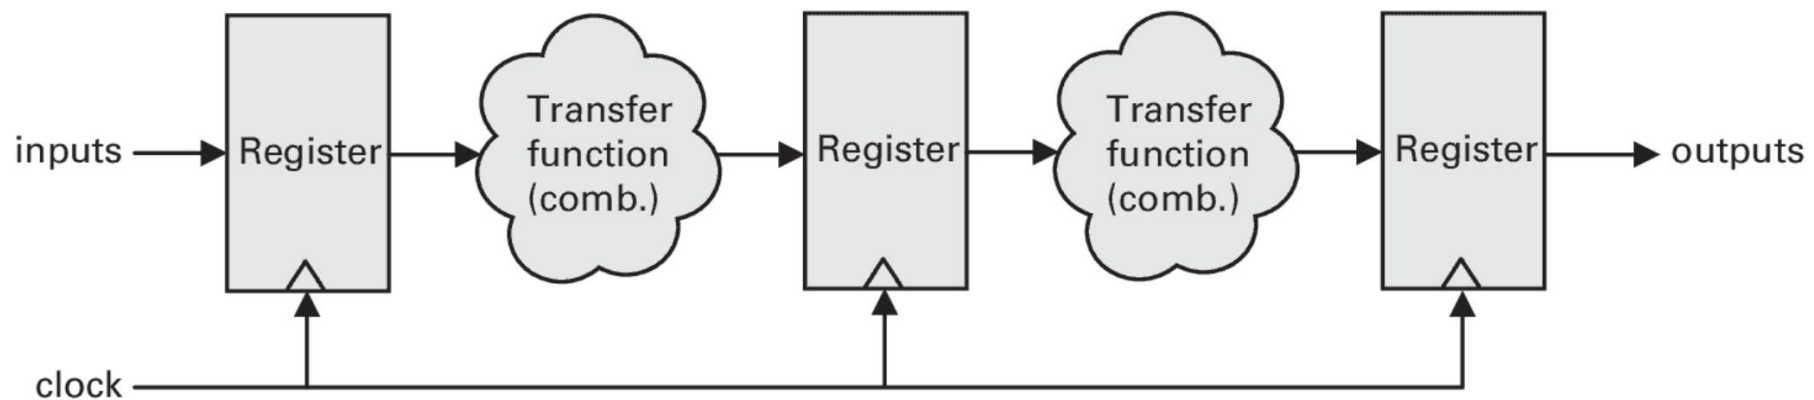 inputs
Register
Transfer
function
(comb.)
Register
Transfer
function
(comb.)
Register
outputs
clock